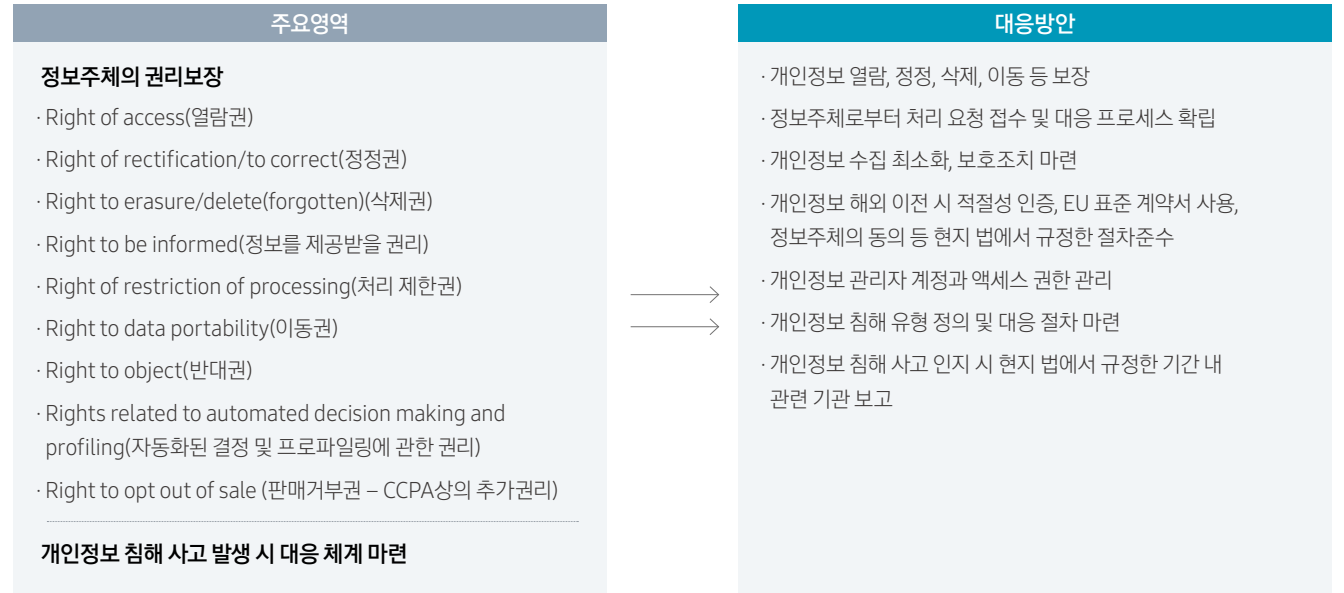 주요영역
정보주체의 권리보장
· Right of access(열람권)
· Right of rectification/to correct(정정권)
· Right to erasure/delete(forgotten)(삭제권)
· Right to be informed(정보를 제공받을 권리)
· Right of restriction of processing(처리 제한권)
· Right to data portability(이동권)
· Right to object(반대권)
· Rights related to automated decision making and
profiling(자동화된 결정 및 프로파일링에 관한 권리)
· Right to opt out of sale (판매거부권 – CCPA상의 추가권리)
개인정보 침해 사고 발생 시 대응 체계 마련
대응방안
· 개인정보 열람, 정정, 삭제, 이동 등 보장
· 정보주체로부터 처리 요청 접수 및 대응 프로세스 확립
· 개인정보 수집 최소화, 보호조치 마련
· 개인정보 해외 이전 시 적절성 인증, EU 표준 계약서 사용,
정보주체의 동의 등 현지 법에서 규정한 절차준수
· 개인정보 관리자 계정과 액세스 권한 관리
· 개인정보 침해 유형 정의 및 대응 절차 마련
· 개인정보 침해 사고 인지 시 현지 법에서 규정한 기간 내
관련 기관 보고